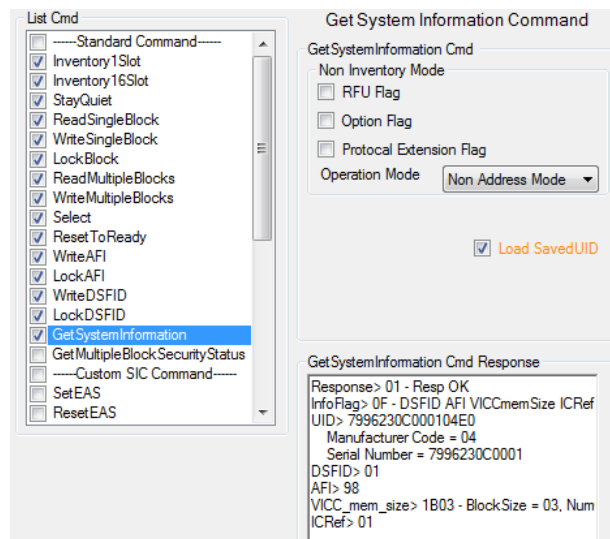 List Cmd
------Standard Command------
Inventory1Slot
Inventory16Slot
StayQuiet
ReadSingleBlock
WriteSingleBlock
LockBlock
ReadMultipleBlocks
WriteMultipleBlocks
Select
ResetToReady
WriteAFI
LockAFI
WriteDSFID
LockDSFID
GetSystemInformation
GetMultipleBlockSecurityStatus
------Custom SIC Command------
SetEAS
ResetEAS
Get System Information Command
GetSystemInformation Cmd
Non Inventory Mode
RFU Flag
Option Flag
Protocal Extension Flag
Operation Mode Non Address Mode
Load SavedUID
GetSystemInformation Cmd Response
Response> 01 - Resp OK
InfoFlag> 0F - DSFID AFI VICCmemSize ICRef
UID> 7996230C000104E0
Manufacturer Code = 04
Serial Number = 7996230C0001
DSFID> 01
AFI> 98
VICC_mem_size> 1B03 - BlockSize = 03, Num
ICRef> 01